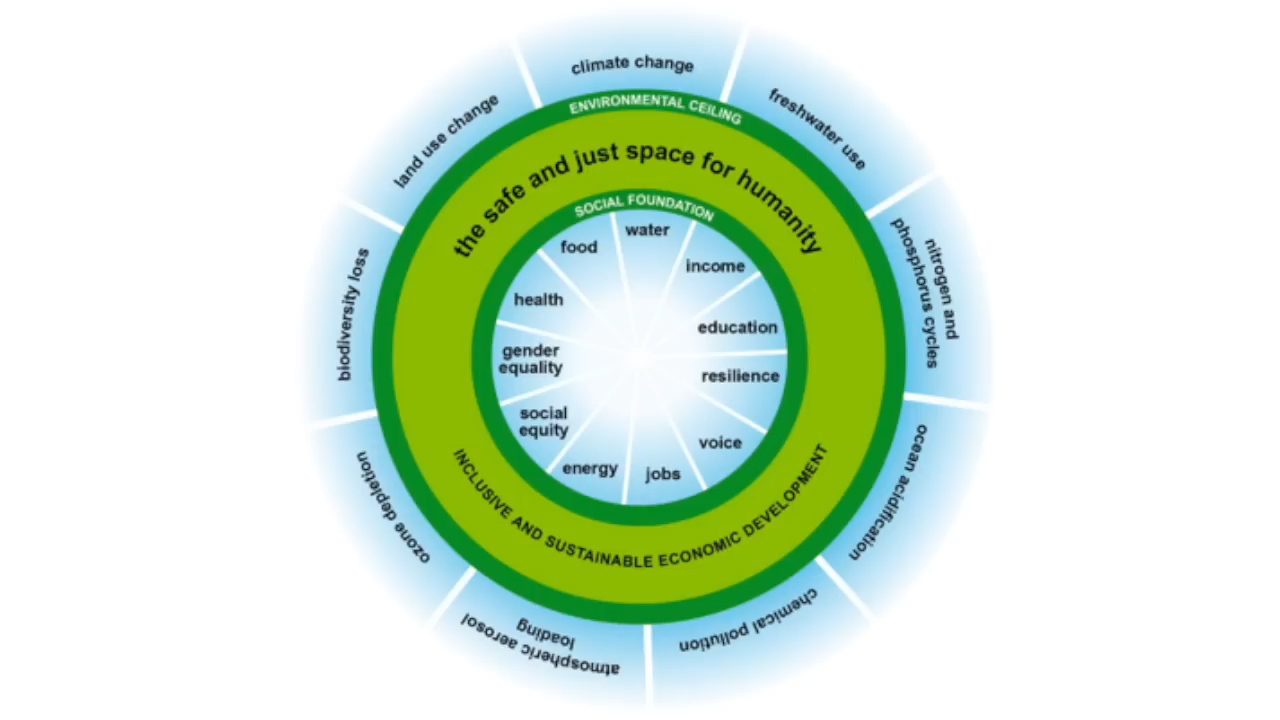 climate change
freshwater use
nitrogen and
phosphorus cycles
ocean acidification
chemical pollution
atmospheric aerosol
loading
ozone depletion
biodiversity loss
land use change
ENVIRONMENTAL CEILING
the safe and just space for humanity
SOCIAL FOUNDATION
water
income
education
resilience
voice
jobs
energy
social
equity
gender
equality
health
food
INCLUSIVE AND SUSTAINABLE ECONOMIC DEVELOPMENT